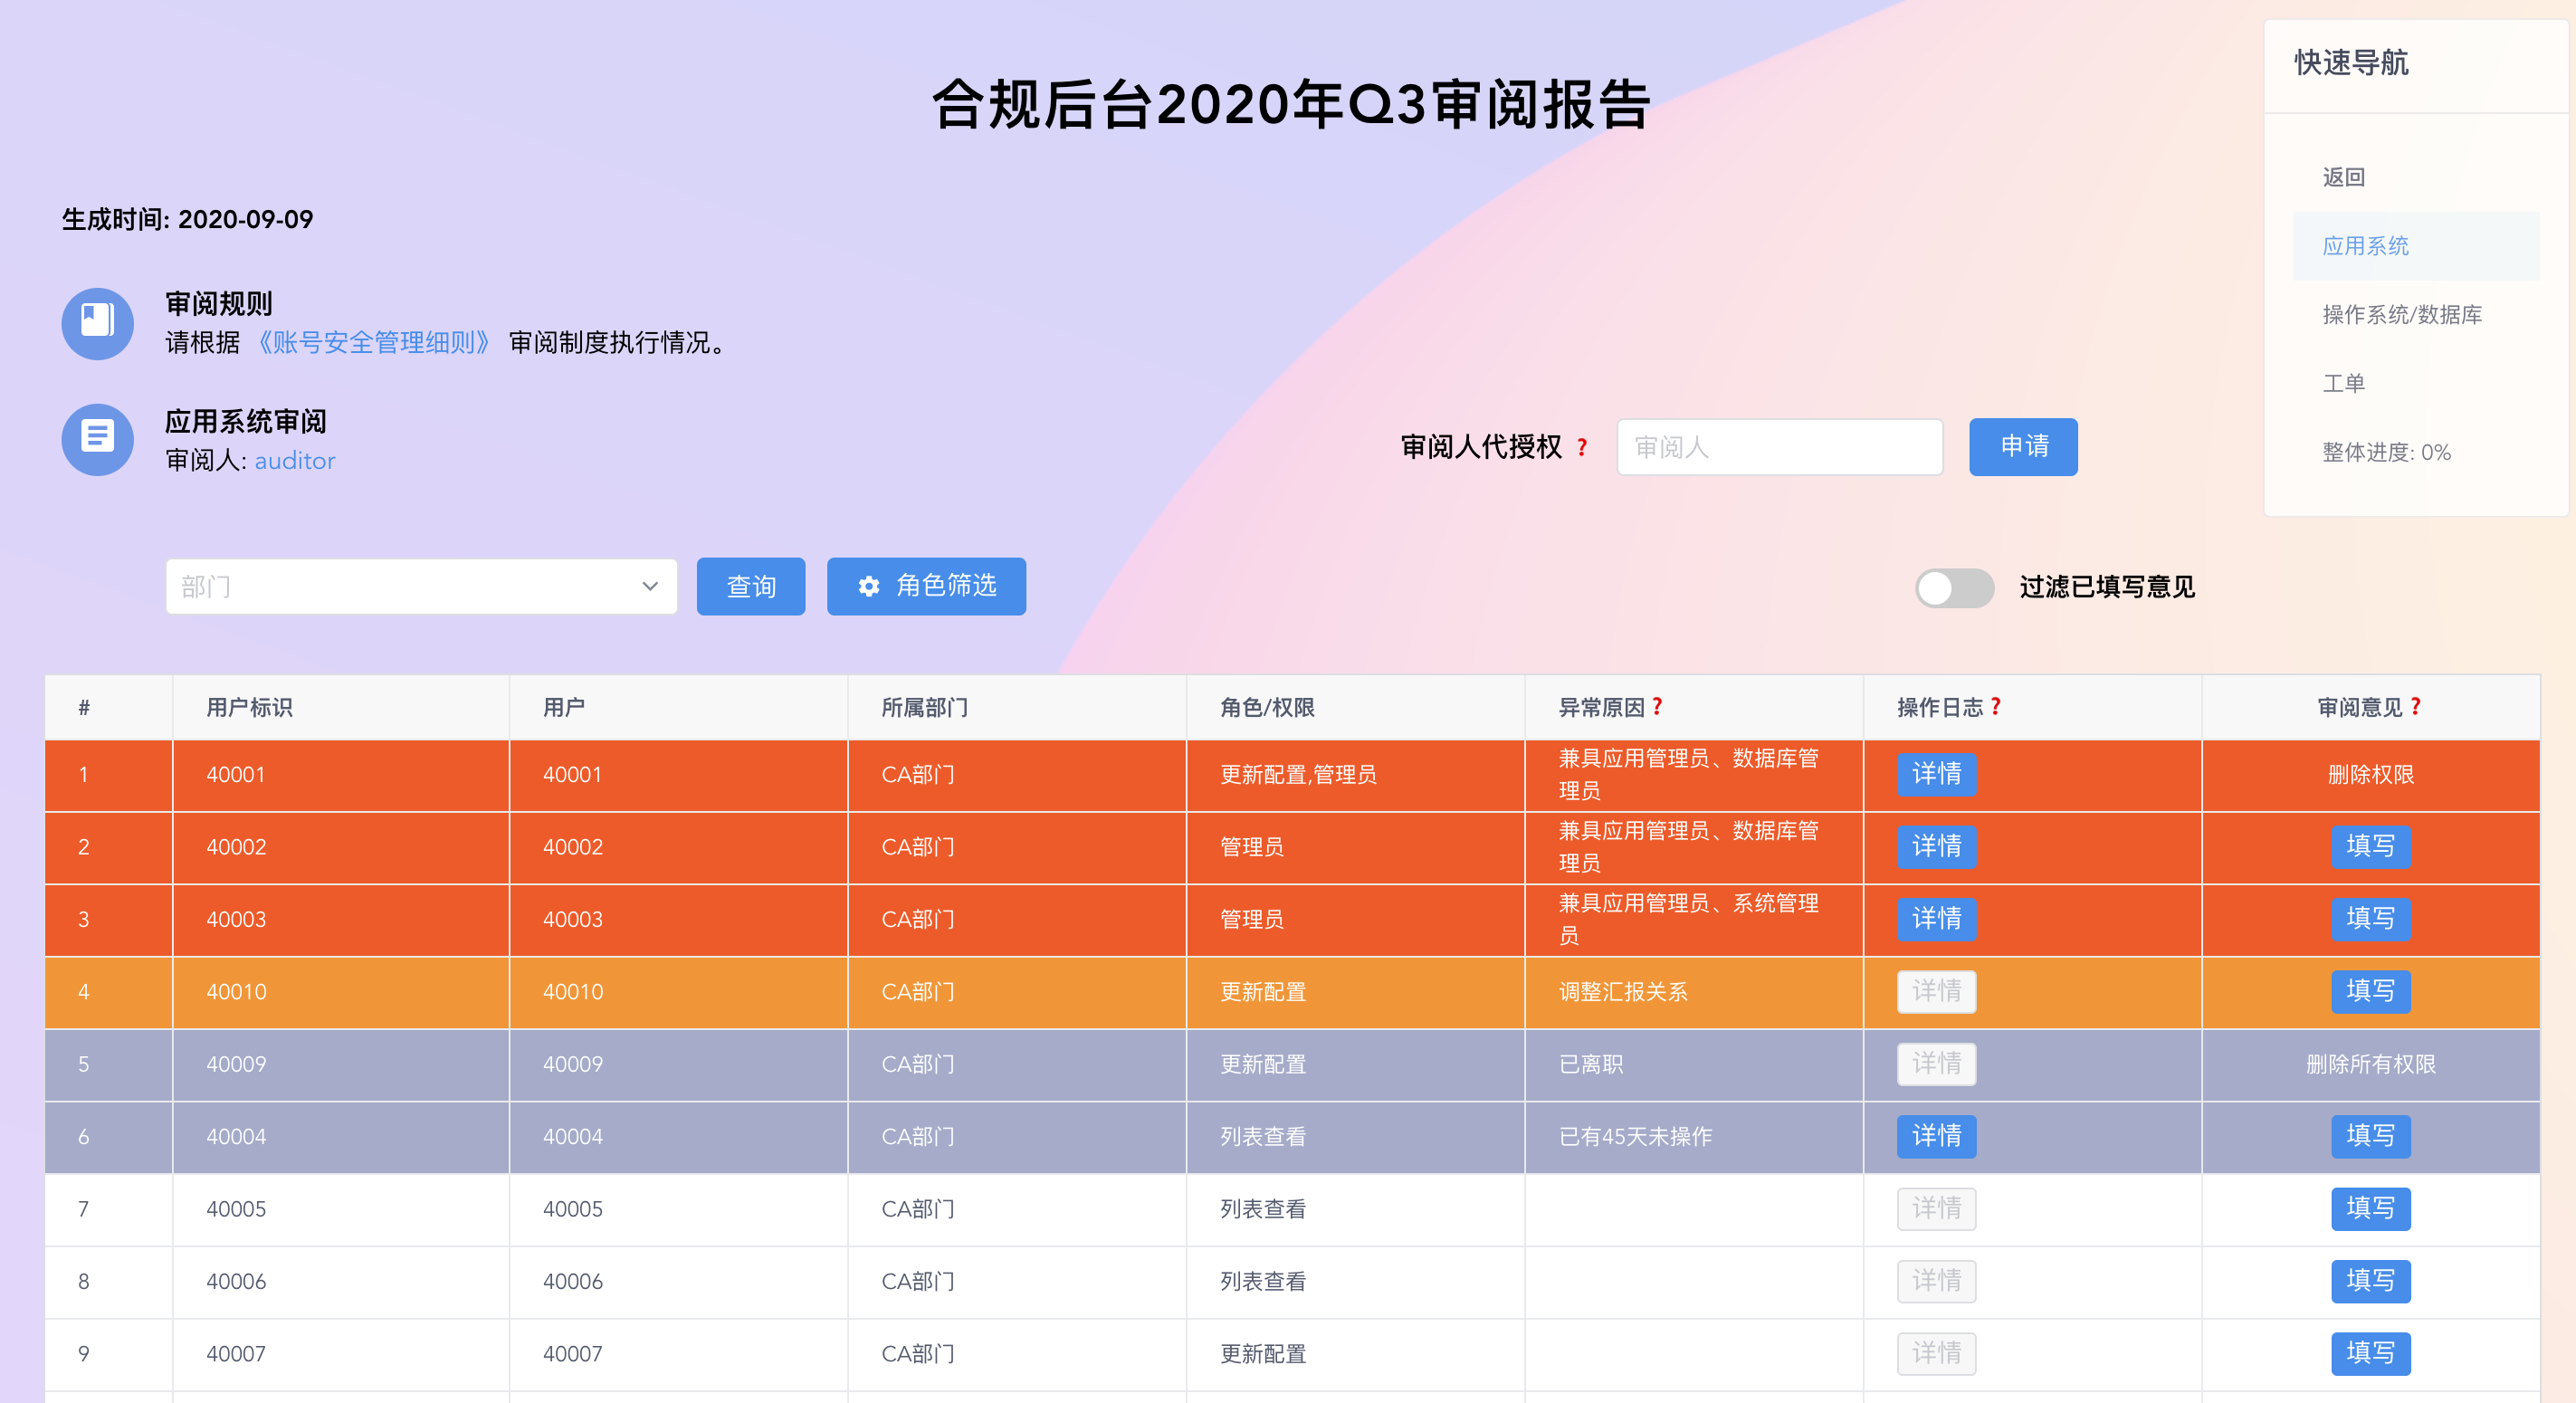 合规后台2020年Q3审阅报告
快速导航
返回
应用系统
操作系统/数据库
工单
整体进度: 0%
生成时间: 2020-09-09
审阅规则
请根据 《账号安全管理细则》 审阅制度执行情况。
应用系统审阅
审阅人: auditor
审阅人代授权 ? 审阅人 申请
部门 查询 角色筛选 过滤已填写意见
# 用户标识 用户 所属部门 角色/权限 异常原因 ? 操作日志 ? 审阅意见 ?
1 40001 40001 CA部门 更新配置,管理员 兼具应用管理员、数据库管
理员 详情 删除权限
2 40002 40002 CA部门 管理员 兼具应用管理员、数据库管
理员 详情 填写
3 40003 40003 CA部门 管理员 兼具应用管理员、系统管理
员 详情 填写
4 40010 40010 CA部门 更新配置 调整汇报关系 详情 填写
5 40009 40009 CA部门 更新配置 已离职 详情 删除所有权限
6 40004 40004 CA部门 列表查看 已有45天未操作 详情 填写
7 40005 40005 CA部门 列表查看 详情 填写
8 40006 40006 CA部门 列表查看 详情 填写
9 40007 40007 CA部门 更新配置 详情 填写